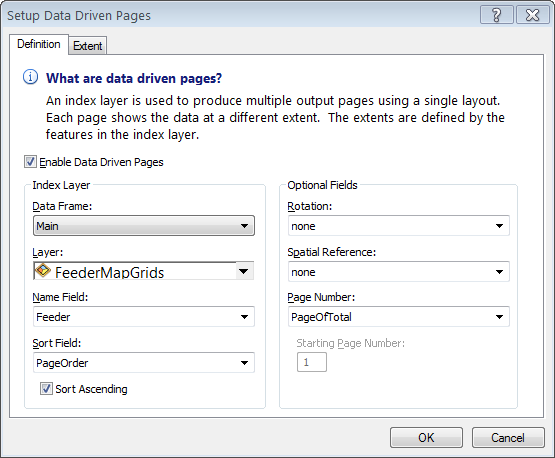 Setup Data Driven Pages
?
Definition
Extent
What are data driven pages?
An index layer is used to produce multiple output pages using a single layout.
Each page shows the data at a different extent. The extents are defined by the
features in the index layer.
Enable Data Driven Pages
Index Layer
Data Frame:
Main
Layer:
FeederMapGrids
Name Field:
Feeder
Sort Field:
PageOrder
Sort Ascending
Optional Fields
Rotation:
none
Spatial Reference:
none
Page Number:
PageOfTotal
Starting Page Number:
1
OK
Cancel